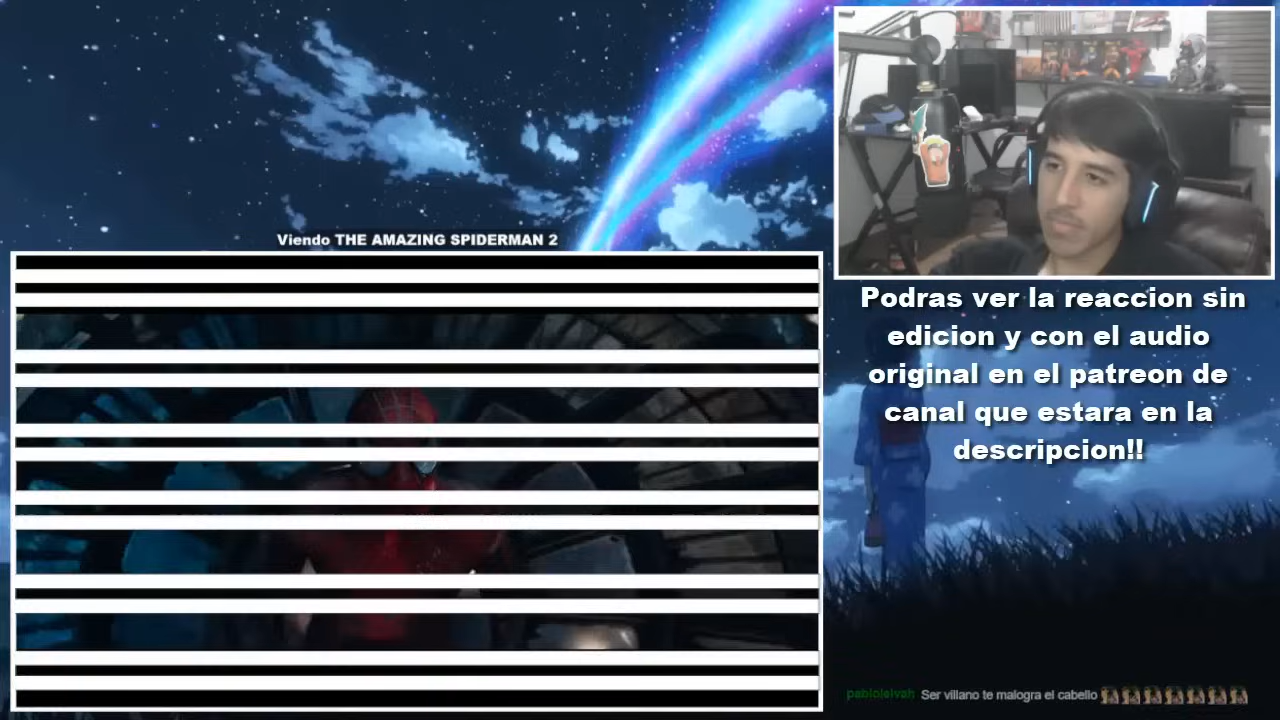 Viendo THE AMAZING SPIDERMAN 2
Podras ver la reaccion sin
edicion y con el audio
original en el patreon de
canal que estara en la
descripcion!!
pabloleivah Ser villano te malogra el cabello